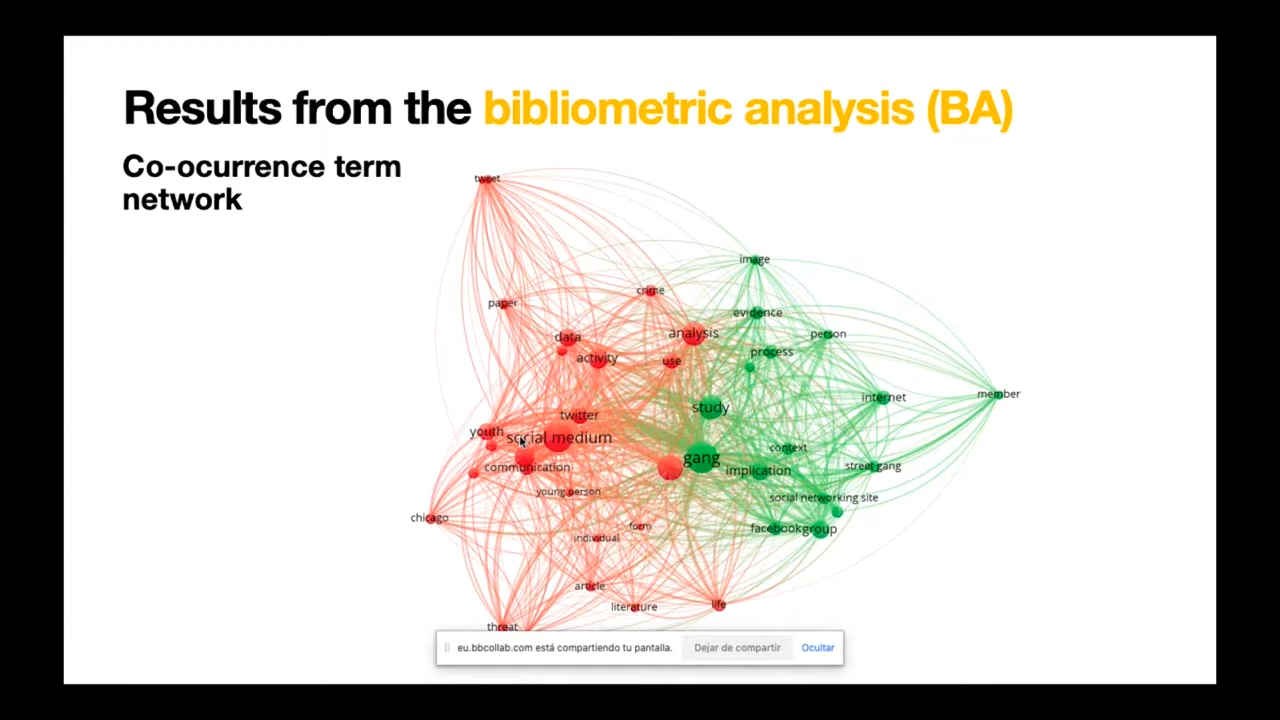 Results from the bibliometric analysis (BA)
Co-ocurrence term
network
tweet
image
crime
paper
evidence
analysis
data
person
process
activity
use
member
internet
study
twitter
youth
social medium
context
gang
communication
implication
street gang
young person
social networking site
chicago
form
facebook
group
individual
article
literature
life
threat
eu.bbcollab.com está compartiendo tu pantalla.
Dejar de compartir
Ocultar